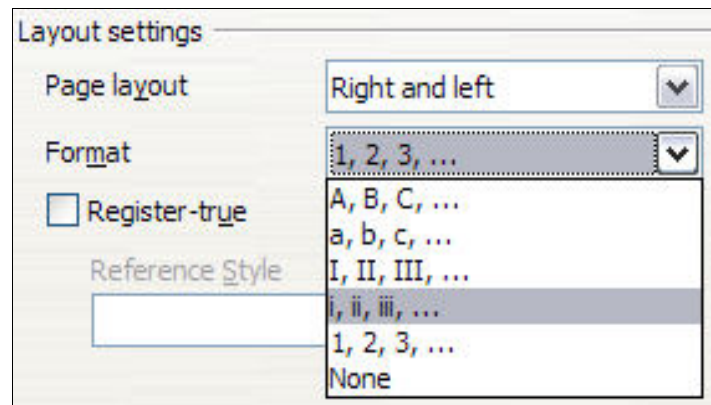 Layout settings
Page layout
Right and left
Format
1, 2, 3, ...
A, B, C, ...
a, b, c, ...
I, II, III, ...
i, ii, iii, ...
1, 2, 3, ...
None
Register-true
Reference Style